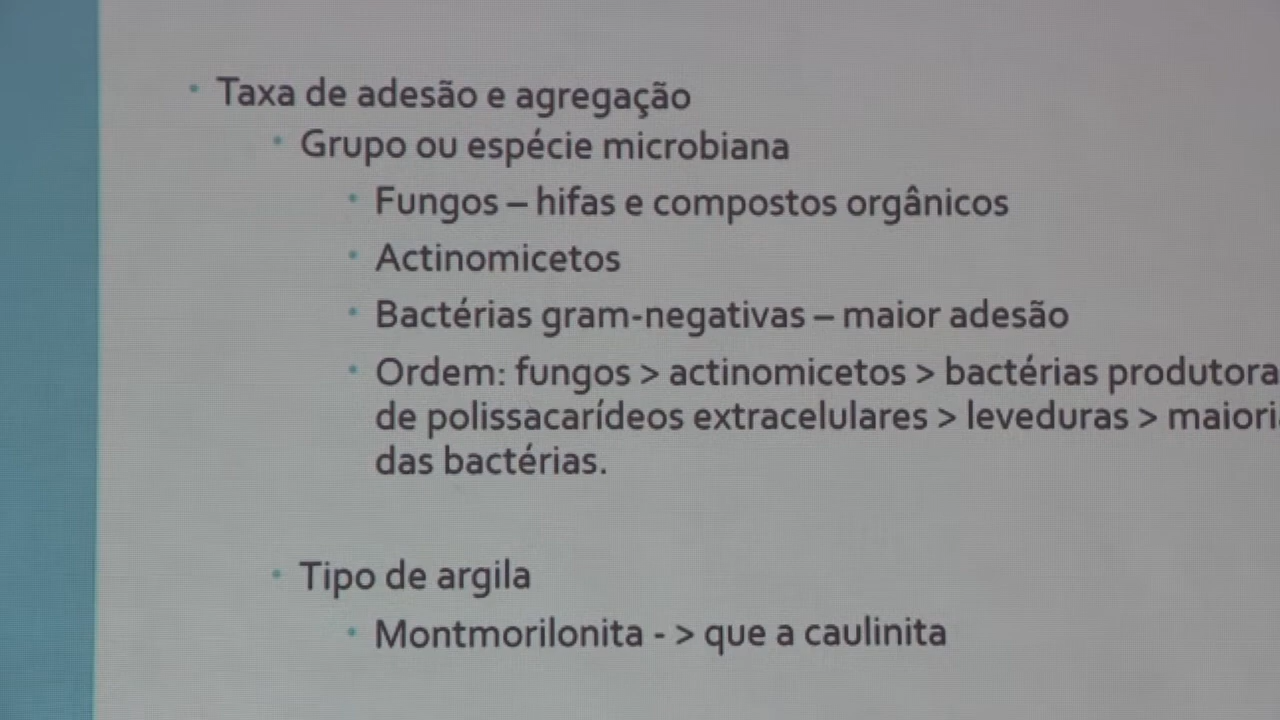 • Taxa de adesão e agregação
• Grupo ou espécie microbiana
• Fungos – hifas e compostos orgânicos
• Actinomicetos
• Bactérias gram-negativas – maior adesão
• Ordem: fungos > actinomicetos > bactérias produtora
de polissacarídeos extracelulares > leveduras > maiori
das bactérias.
• Tipo de argila
• Montmorilonita - > que a caulinita